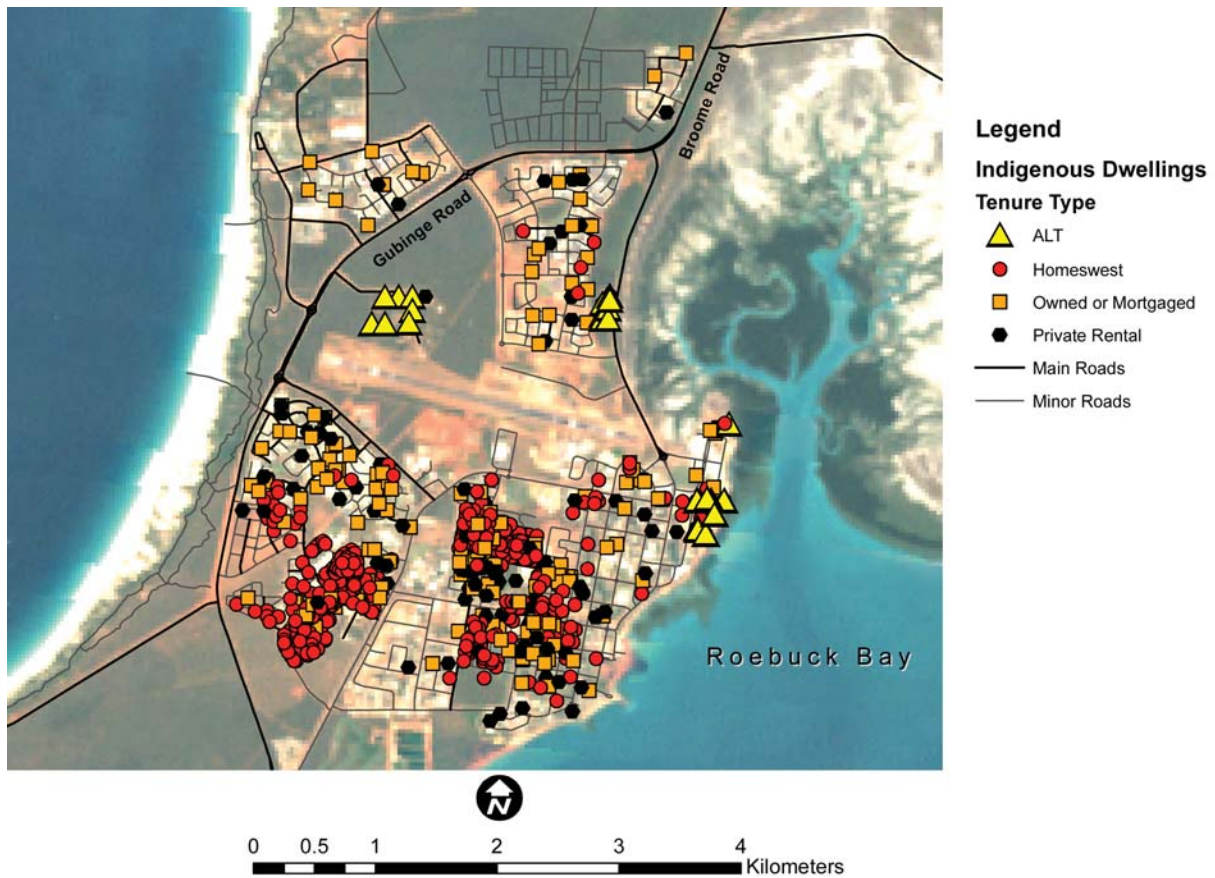 Broome Road
Gubinge Road
Roebuck Bay
Legend
Indigenous Dwellings
Tenure Type
ALT
Homeswest
Owned or Mortgaged
Private Rental
Main Roads
Minor Roads
N
0 0.5 1 2 3 4
Kilometers